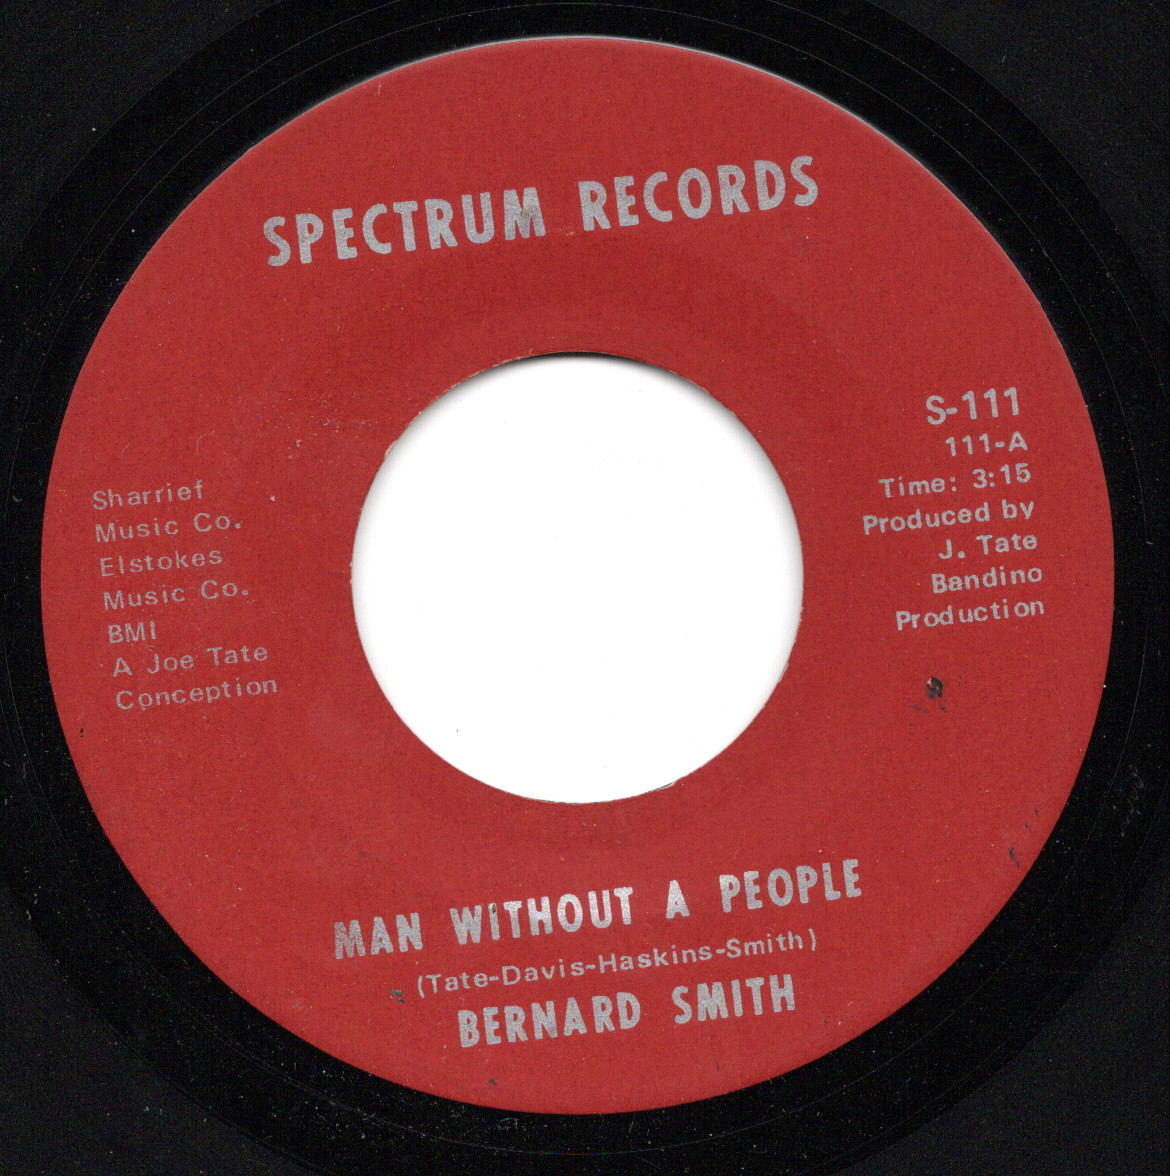 SPECTRUM RECORDS
S-111
111-A
Time: 3:15
Produced by
J. Tate
Bandino
Production
Sharrief
Music Co.
Elstokes
Music Co.
BMI
A Joe Tate
Conception
MAN WITHOUT A PEOPLE
(Tate-Davis-Haskins-Smith)
BERNARD SMITH